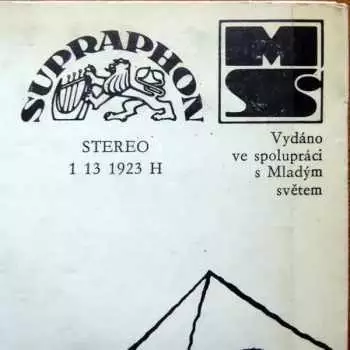 SUPRAPHON
MS
STEREO
1 13 1923 H
Vydáno
ve spolupráci
s Mladým
světem